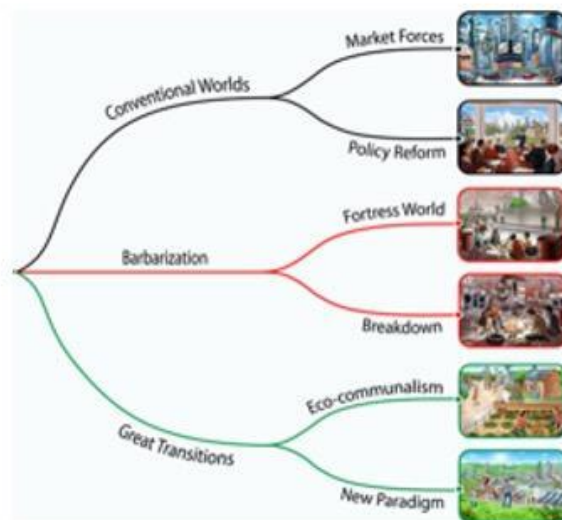 Market Forces
Conventional Worlds
Policy Reform
Fortress World
Barbarization
Breakdown
Eco-communalism
Great Transitions
New Paradigm